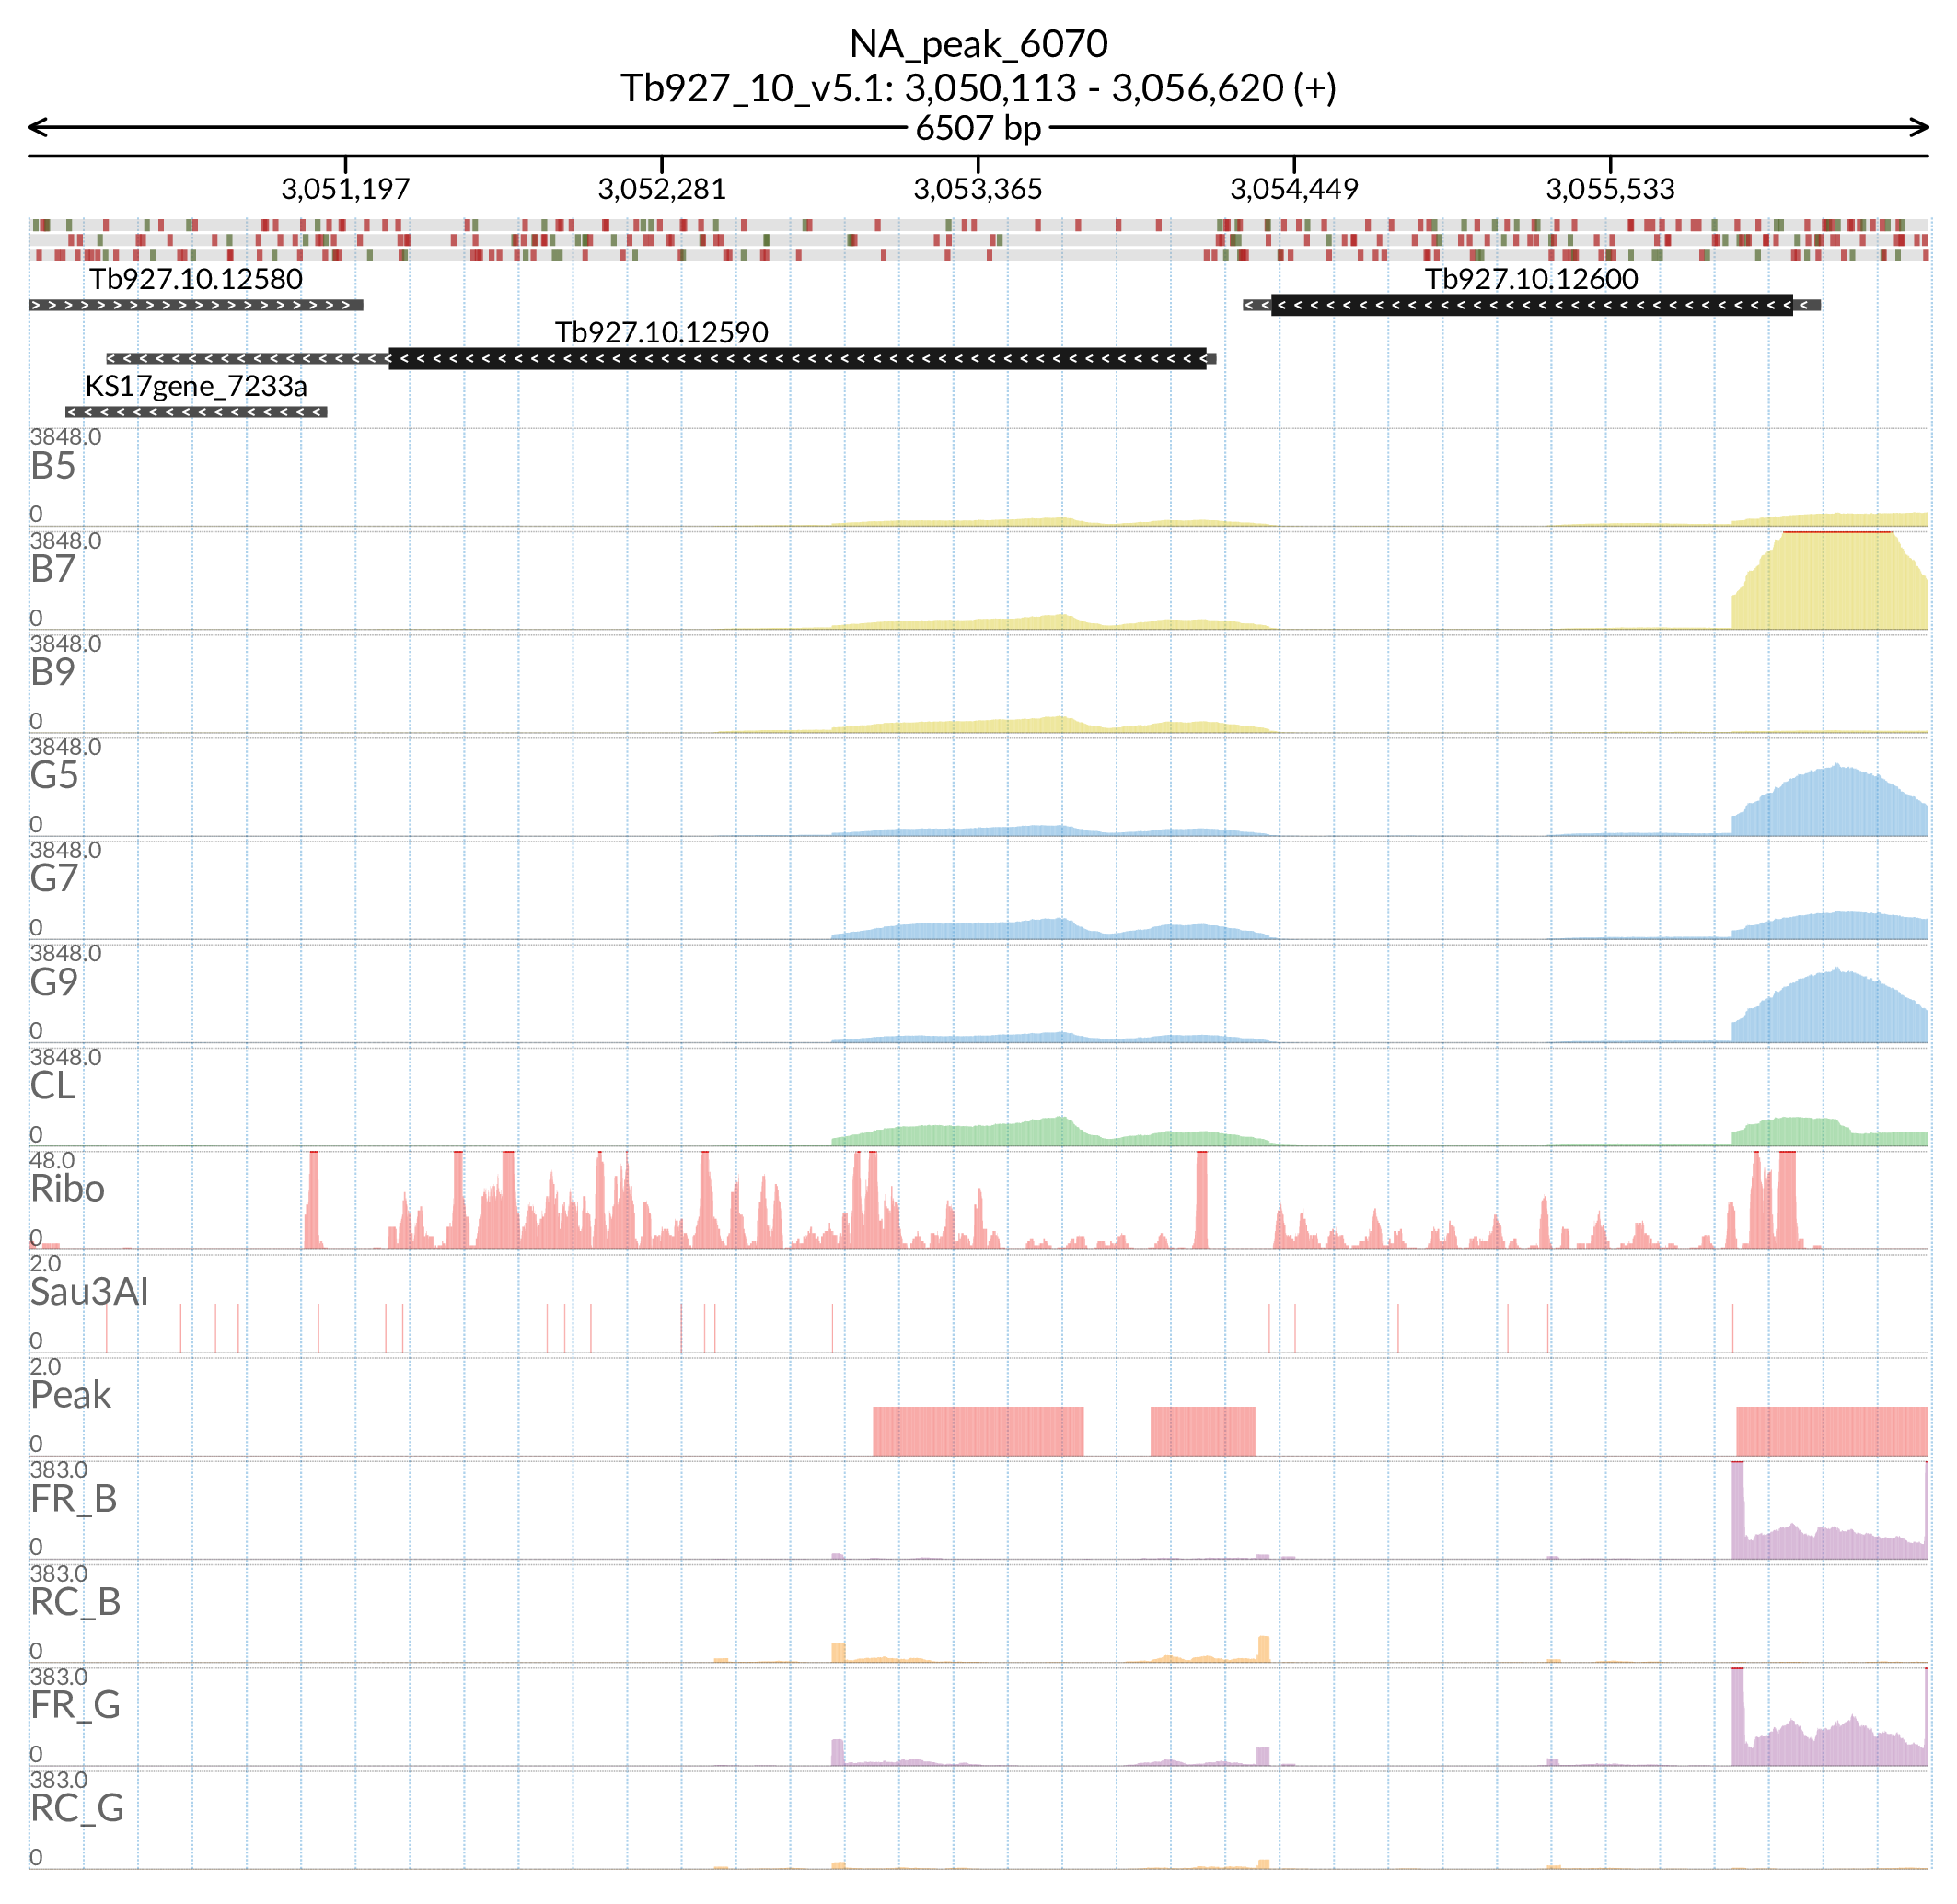 NA_peak_6070
Tb927_10_v5.1: 3,050,113 - 3,056,620 (+)
6507 bp
3,051,197 3,052,281 3,053,365 3,054,449 3,055,533
Tb927.10.12580 Tb927.10.12600
Tb927.10.12590
KS17gene_7233a
3848.0
B5
0
3848.0
B7
0
3848.0
B9
0
3848.0
G5
0
3848.0
G7
0
3848.0
G9
0
3848.0
CL
0
48.0
Ribo
0
2.0
Sau3AI
0
2.0
Peak
0
383.0
FR_B
0
383.0
RC_B
0
383.0
FR_G
0
383.0
RC_G
0